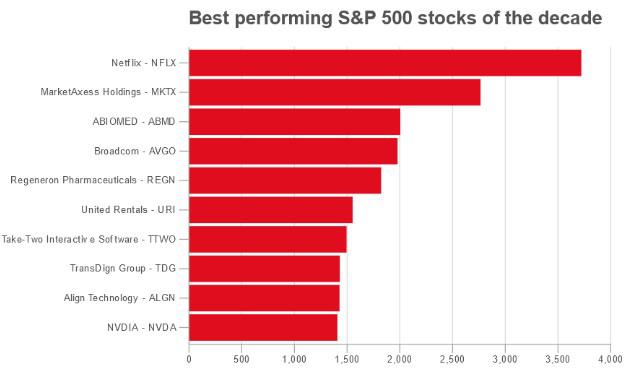 Best performing S&P 500 stocks of the decade
Netflix - NFLX
MarketAxess Holdings - MKTX
ABIOMED - ABMD
Broadcom - AVGO
Regeneron Pharmaceuticals - REGN
United Rentals - URI
Take-Two Interactive Software - TTWO
TransDign Group - TDG
Align Technology - ALGN
NVDIA - NVDA
0 500 1,000 1,500 2,000 2,500 3,000 3,500 4,000